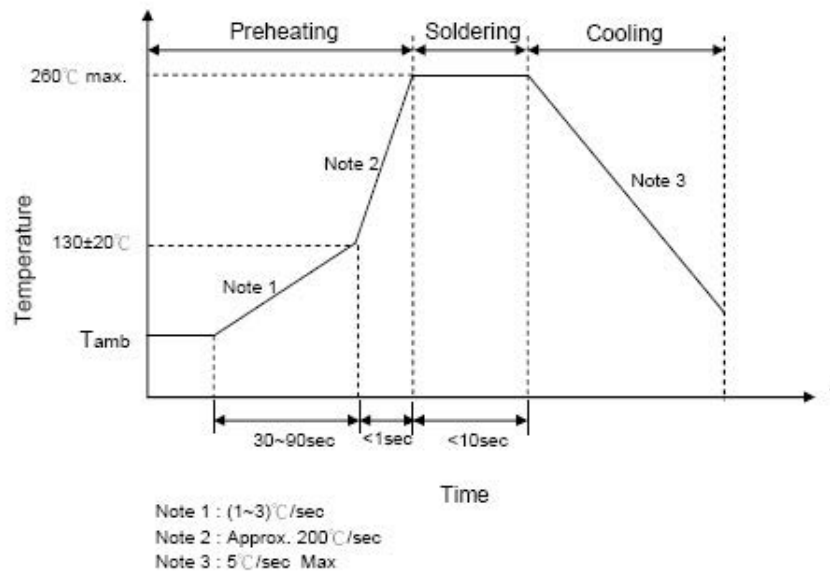 Preheating Soldering Cooling
260℃ max.
Note 2
Note 3
130±20℃
Note 1
Temperature
Tamb
30~90sec <1sec <10sec
Time
Note 1 : (1~3)℃/sec
Note 2 : Approx. 200℃/sec
Note 3 : 5℃/sec Max